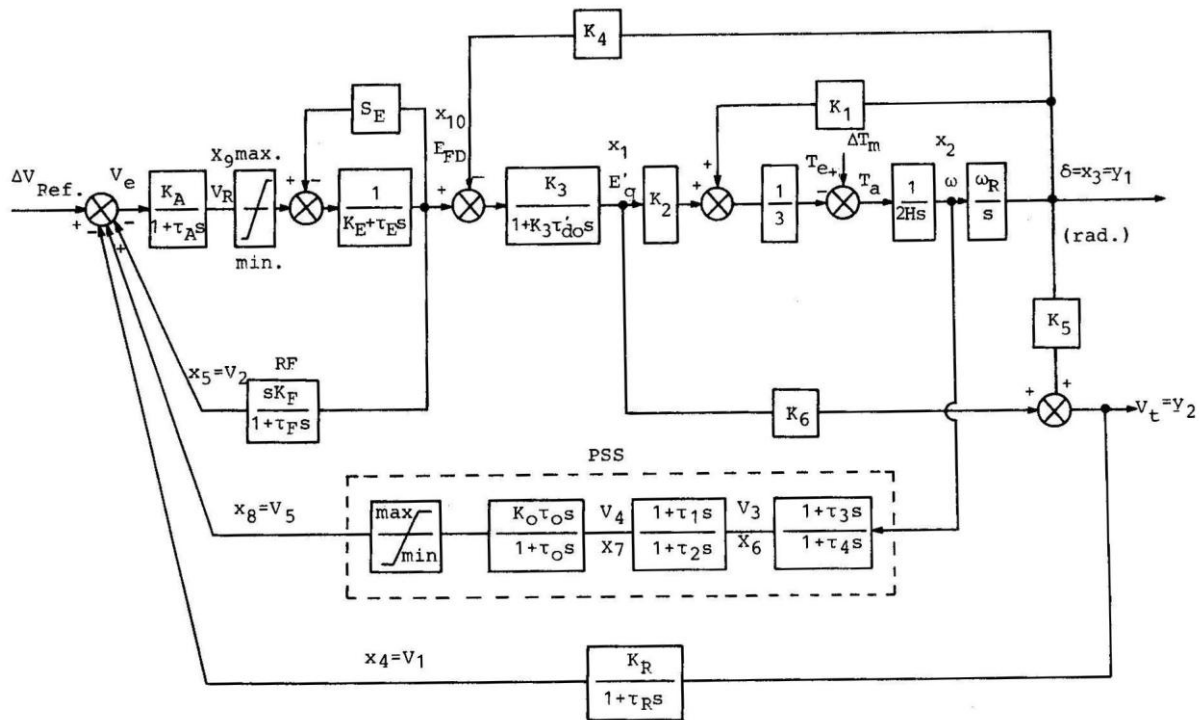 K4
SE
K1
x10
X9max.
EFD
x1
ΔTm
x2
ΔVRef.
Ve
KA
1+τAs
VR
1
KE+τEs
K3
1+K3τ'dos
E'q
K2
1
3
Te
Ta
1
2Hs
ω
ωR
s
δ=x3=y1
(rad.)
min.
K5
RF
x5=V2
sKF
1+τFs
K6
Vt=y2
PSS
x8=V5
max
min
Koτos
1+τos
V4
X7
1+τ1s
1+τ2s
V3
X6
1+τ3s
1+τ4s
x4=V1
KR
1+τRs